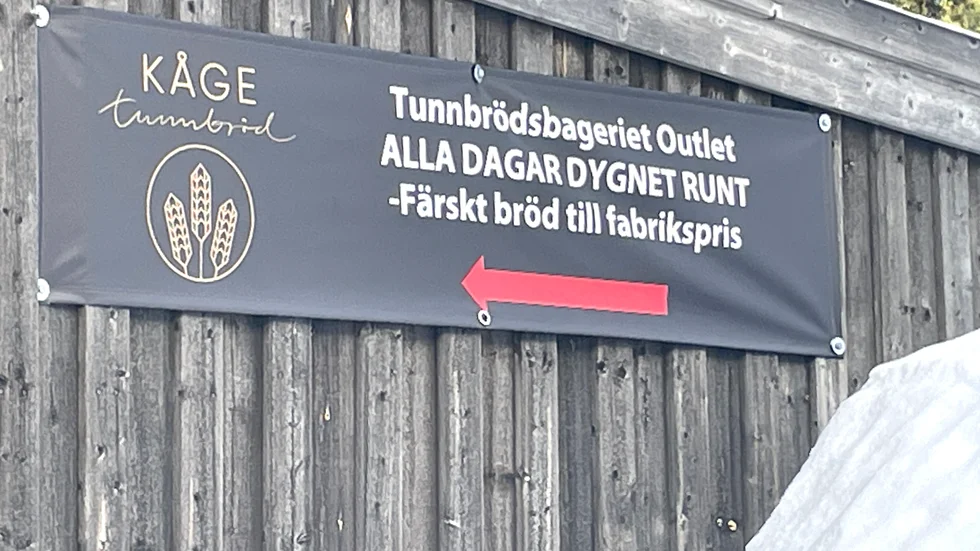 KÅGE
tunnbröd
Tunnbrödsbageriet Outlet
ALLA DAGAR DYGNET RUNT
-Färskt bröd till fabrikspris